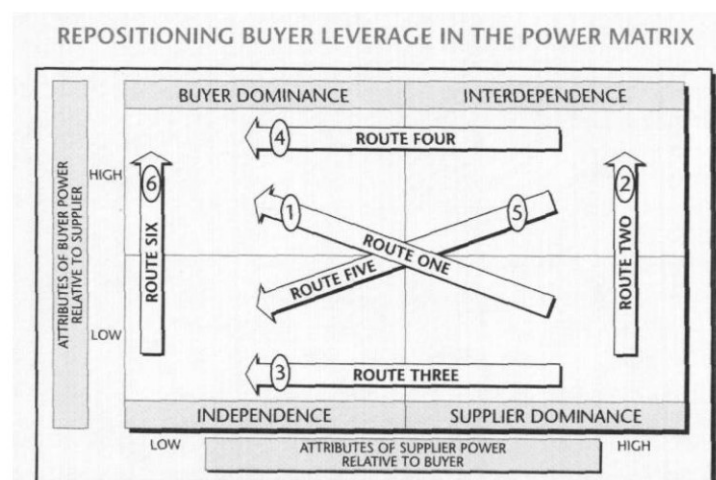 REPOSITIONING BUYER LEVERAGE IN THE POWER MATRIX
BUYER DOMINANCE
INTERDEPENDENCE
4
ROUTE FOUR
HIGH
6
ROUTE SIX
1
ROUTE ONE
5
ROUTE FIVE
2
ROUTE TWO
ATTRIBUTES OF BUYER POWER
RELATIVE TO SUPPLIER
LOW
3
ROUTE THREE
INDEPENDENCE
SUPPLIER DOMINANCE
LOW
ATTRIBUTES OF SUPPLIER POWER
RELATIVE TO BUYER
HIGH